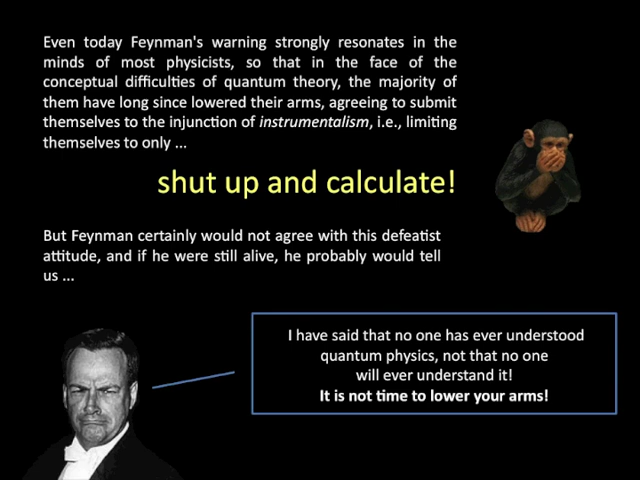 Even today Feynman's warning strongly resonates in the
minds of most physicists, so that in the face of the
conceptual difficulties of quantum theory, the majority of
them have long since lowered their arms, agreeing to submit
themselves to the injunction of instrumentalism, i.e., limiting
themselves to only ...
shut up and calculate!
But Feynman certainly would not agree with this defeatist
attitude, and if he were still alive, he probably would tell
us ...
I have said that no one has ever understood
quantum physics, not that no one
will ever understand it!
It is not time to lower your arms!